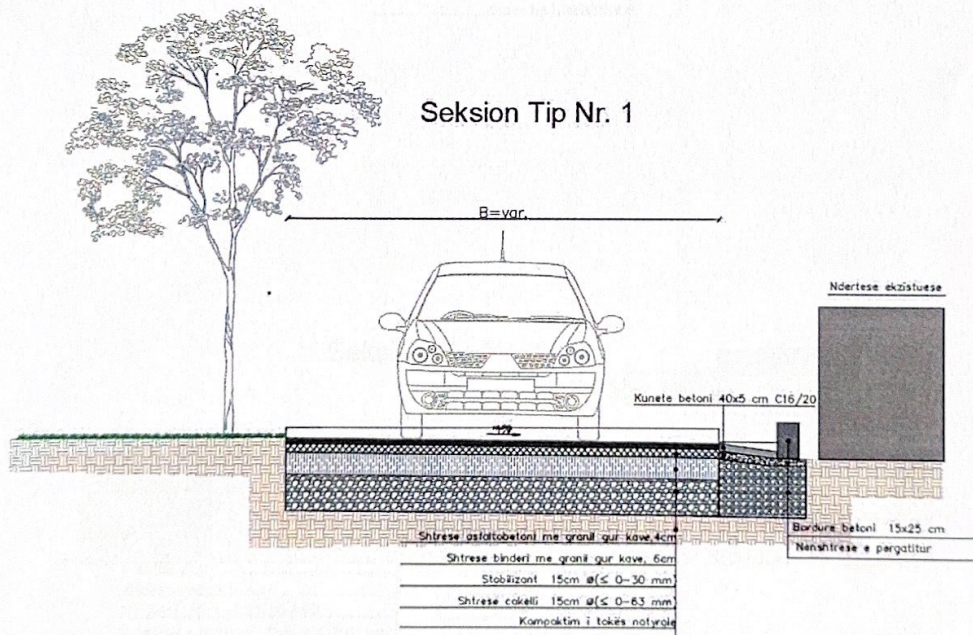 Seksion Tip Nr. 1
B=var.
Ndertese ekzistuese
Kunete betoni 40x5 cm C16/20
Bordure betoni 15x25 cm
Nenshtrese e pergatitur
Shtrese asfaltobetoni me granil gur kave, 4cm
Shtrese binderi me granil gur kave, 6cm
Stabilizant 15cm ø(≤ 0-30 mm)
Shtrese cakelli 15cm ø(≤ 0-63 mm)
Kompaktim i tokës natyrale